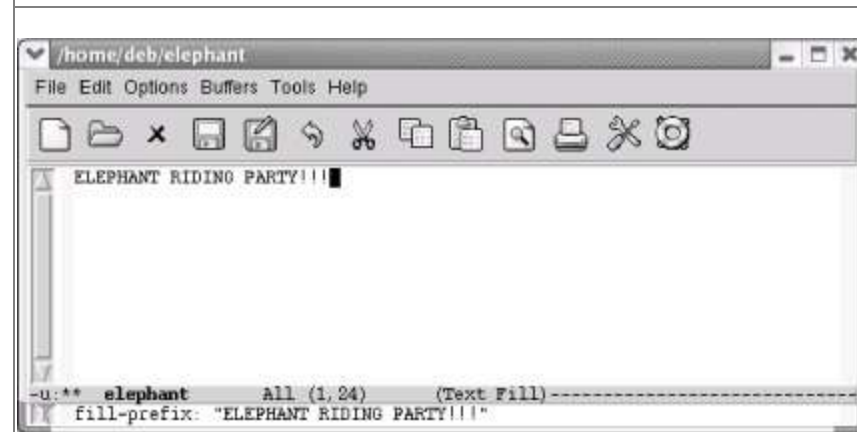 /home/deb/elephant
File Edit Options Buffers Tools Help
ELEPHANT RIDING PARTY!!!
-u:** elephant All (1,24) (Text Fill)-----------------------------
fill-prefix: "ELEPHANT RIDING PARTY!!!"